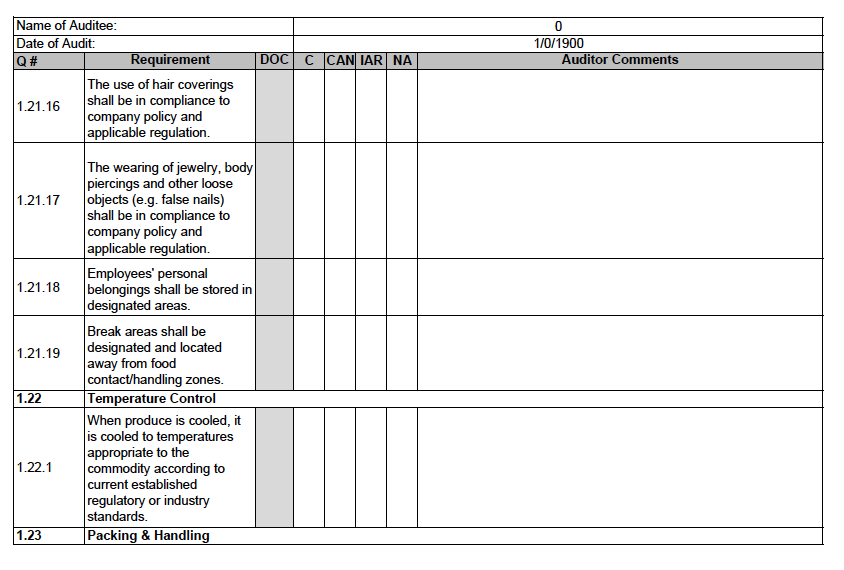 Name of Auditee: 0
Date of Audit: 1/0/1900
Q # Requirement DOC C CAN IAR NA Auditor Comments
1.21.16
The use of hair coverings
shall be in compliance to
company policy and
applicable regulation.
1.21.17
The wearing of jewelry, body
piercings and other loose
objects (e.g. false nails)
shall be in compliance to
company policy and
applicable regulation.
1.21.18
Employees' personal
belongings shall be stored in
designated areas.
1.21.19
Break areas shall be
designated and located
away from food
contact/handling zones.
1.22 Temperature Control
1.22.1
When produce is cooled, it
is cooled to temperatures
appropriate to the
commodity according to
current established
regulatory or industry
standards.
1.23 Packing & Handling